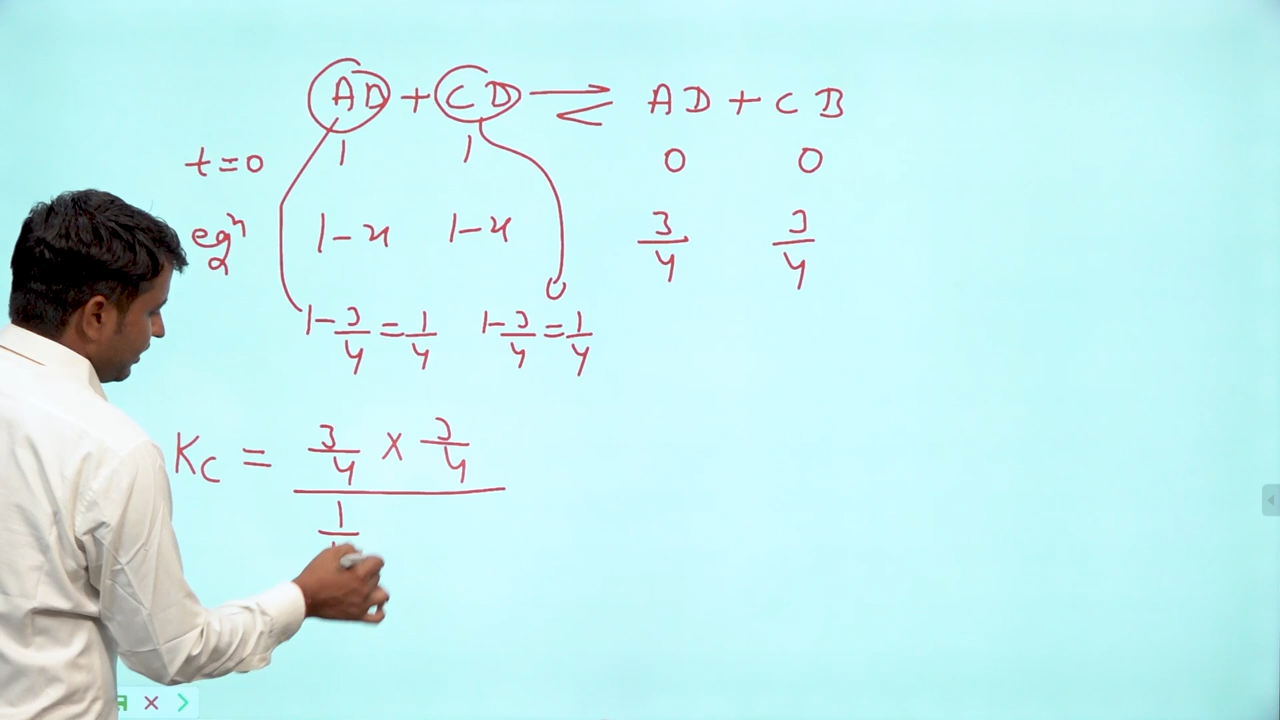 AD + CD ⇌ AD + CB
t=0 1 1 0 0
eqⁿ 1-x 1-x 3/4 3/4
1-3/4=1/4 1-3/4=1/4
Kc = 3/4 × 3/4
1